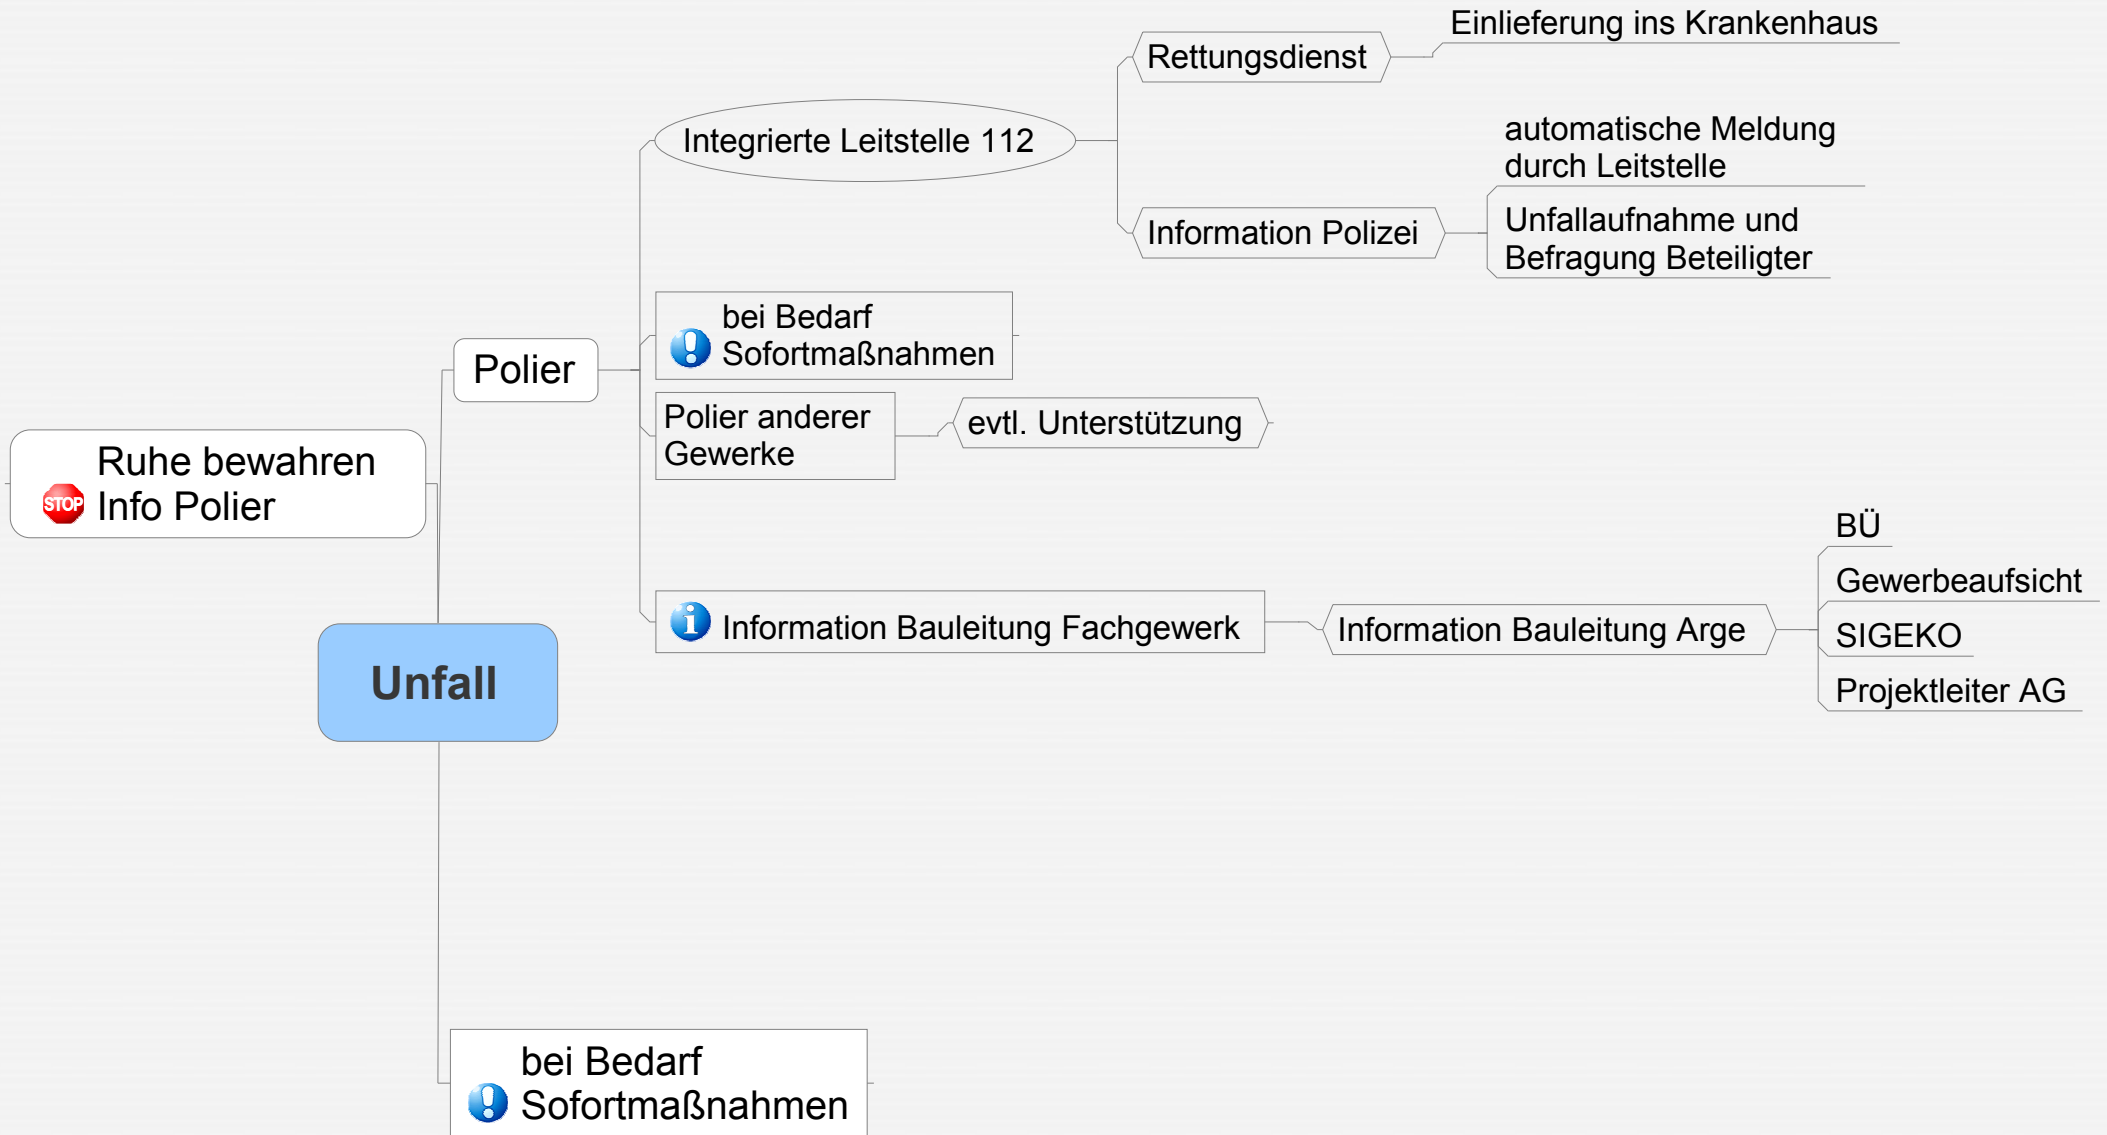 Einlieferung ins Krankenhaus
Rettungsdienst
automatische Meldung
durch Leitstelle
Integrierte Leitstelle 112
Unfallaufnahme und
Befragung Beteiligter
Information Polizei
bei Bedarf
Sofortmaßnahmen
Polier
Polier anderer
Gewerke
evtl. Unterstützung
Ruhe bewahren
STOP
Info Polier
BÜ
Gewerbeaufsicht
Information Bauleitung Fachgewerk
Information Bauleitung Arge
SIGEKO
Projektleiter AG
Unfall
bei Bedarf
Sofortmaßnahmen